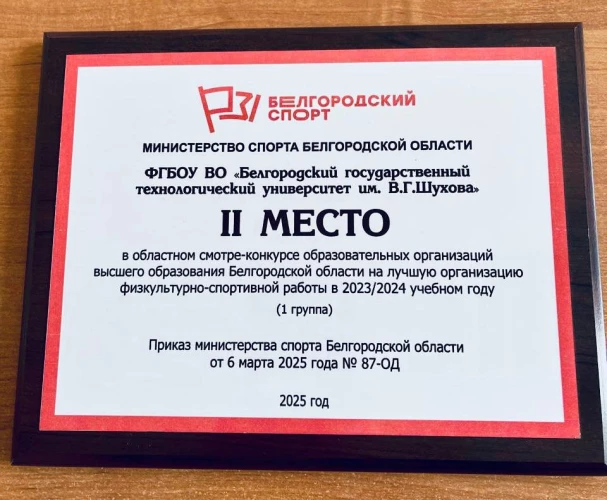 БЕЛГОРОДСКИЙ
СПОРТ
МИНИСТЕРСТВО СПОРТА БЕЛГОРОДСКОЙ ОБЛАСТИ
ФГБОУ ВО «Белгородский государственный
технологический университет им. В.Г.Шухова»
II МЕСТО
в областном смотре-конкурсе образовательных организаций
высшего образования Белгородской области на лучшую организацию
физкультурно-спортивной работы в 2023/2024 учебном году
(1 группа)
Приказ министерства спорта Белгородской области
от 6 марта 2025 года № 87-ОД
2025 год